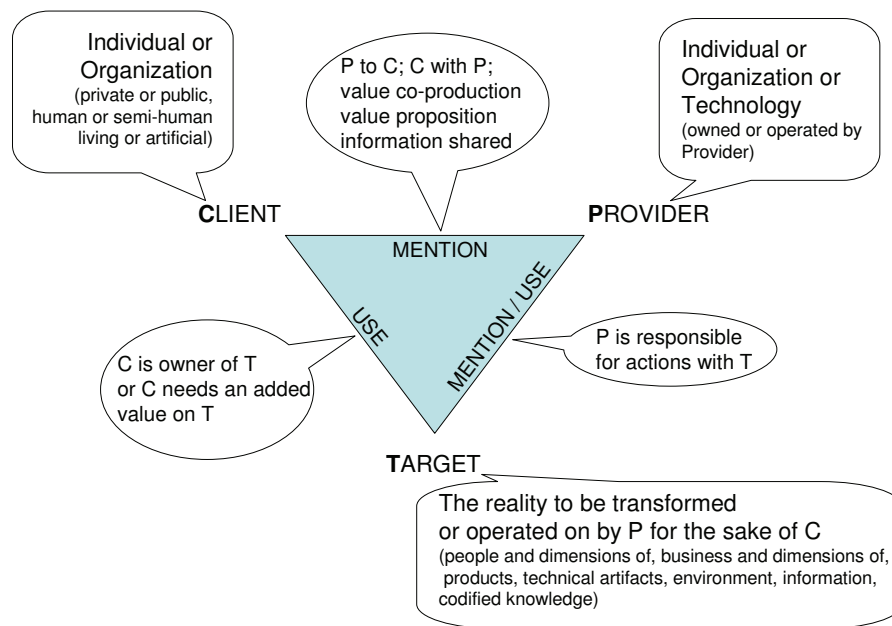 Individual or
Organization
(private or public,
human or semi-human
living or artificial)
P to C; C with P;
value co-production
value proposition
information shared
Individual or
Organization or
Technology
(owned or operated by
Provider)
CLIENT
PROVIDER
MENTION
USE
MENTION / USE
C is owner of T
or C needs an added
value on T
P is responsible
for actions with T
TARGET
The reality to be transformed
or operated on by P for the sake of C
(people and dimensions of, business and dimensions of,
products, technical artifacts, environment, information,
codified knowledge)